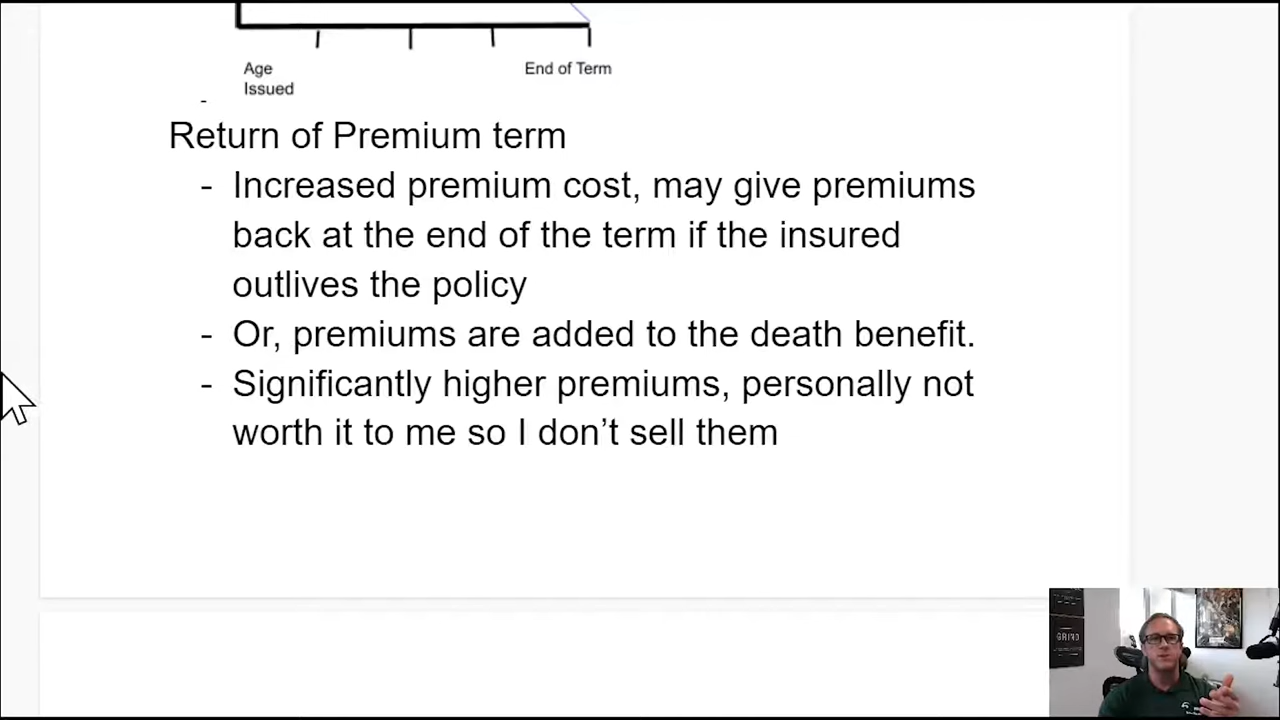 Age
Issued
End of Term
-
Return of Premium term
- Increased premium cost, may give premiums
back at the end of the term if the insured
outlives the policy
- Or, premiums are added to the death benefit.
- Significantly higher premiums, personally not
worth it to me so I don’t sell them
GRIND